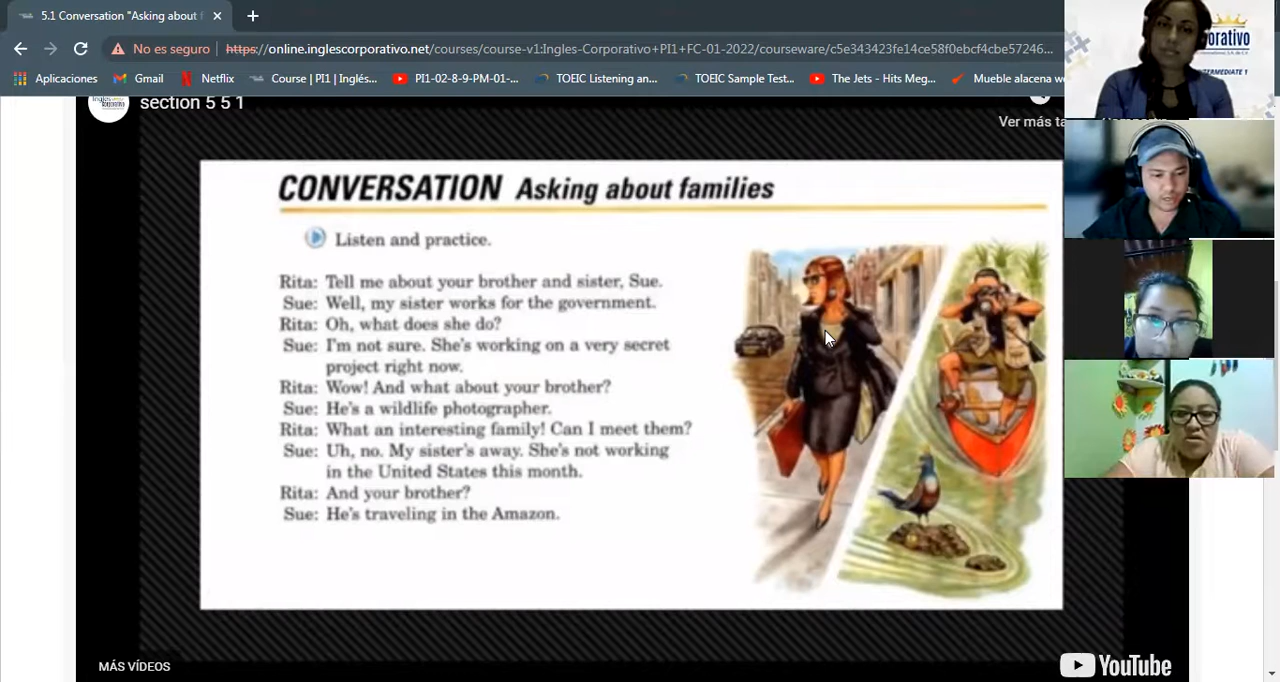 5.1 Conversation "Asking about f
No es seguro
https://online.inglescorporativo.net/courses/course-v1:Ingles-Corporativo+PI1+FC-01-2022/courseware/c5e343423fe14ce58f0ebcf4cbe57246...
Aplicaciones
Gmail
Netflix
Course | PI1 | Inglés...
PI1-02-8-9-PM-01-...
TOEIC Listening an...
TOEIC Sample Test...
The Jets - Hits Meg...
Mueble alacena
section 5 5 1
Ver más
CONVERSATION Asking about families
Listen and practice.
Rita: Tell me about your brother and sister, Sue.
Sue: Well, my sister works for the government.
Rita: Oh, what does she do?
Sue: I'm not sure. She's working on a very secret
project right now.
Rita: Wow! And what about your brother?
Sue: He's a wildlife photographer.
Rita: What an interesting family! Can I meet them?
Sue: Uh, no. My sister's away. She's not working
in the United States this month.
Rita: And your brother?
Sue: He's traveling in the Amazon.
MÁS VÍDEOS
YouTube